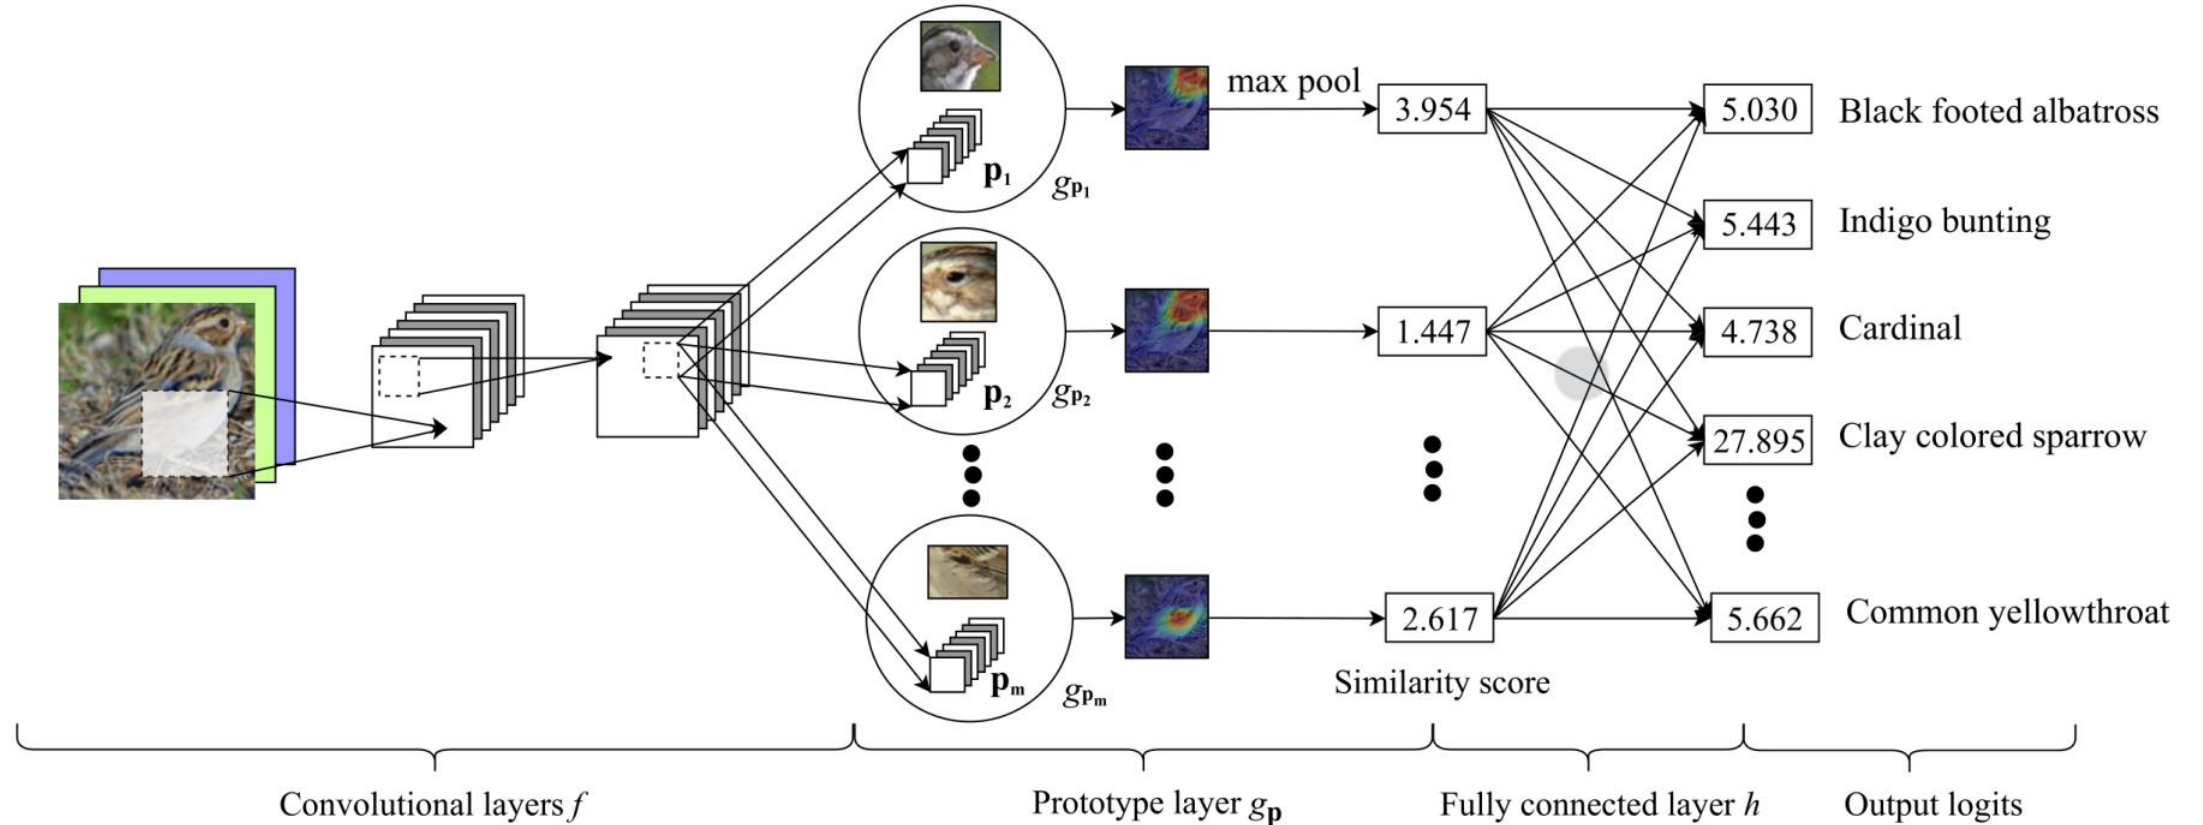 max pool
3.954
5.030
Black footed albatross
p1
gp1
5.443
Indigo bunting
1.447
4.738
Cardinal
p2
gp2
27.895
Clay colored sparrow
2.617
5.662
Common yellowthroat
pm
gpm
Similarity score
Convolutional layers f
Prototype layer gp
Fully connected layer h
Output logits